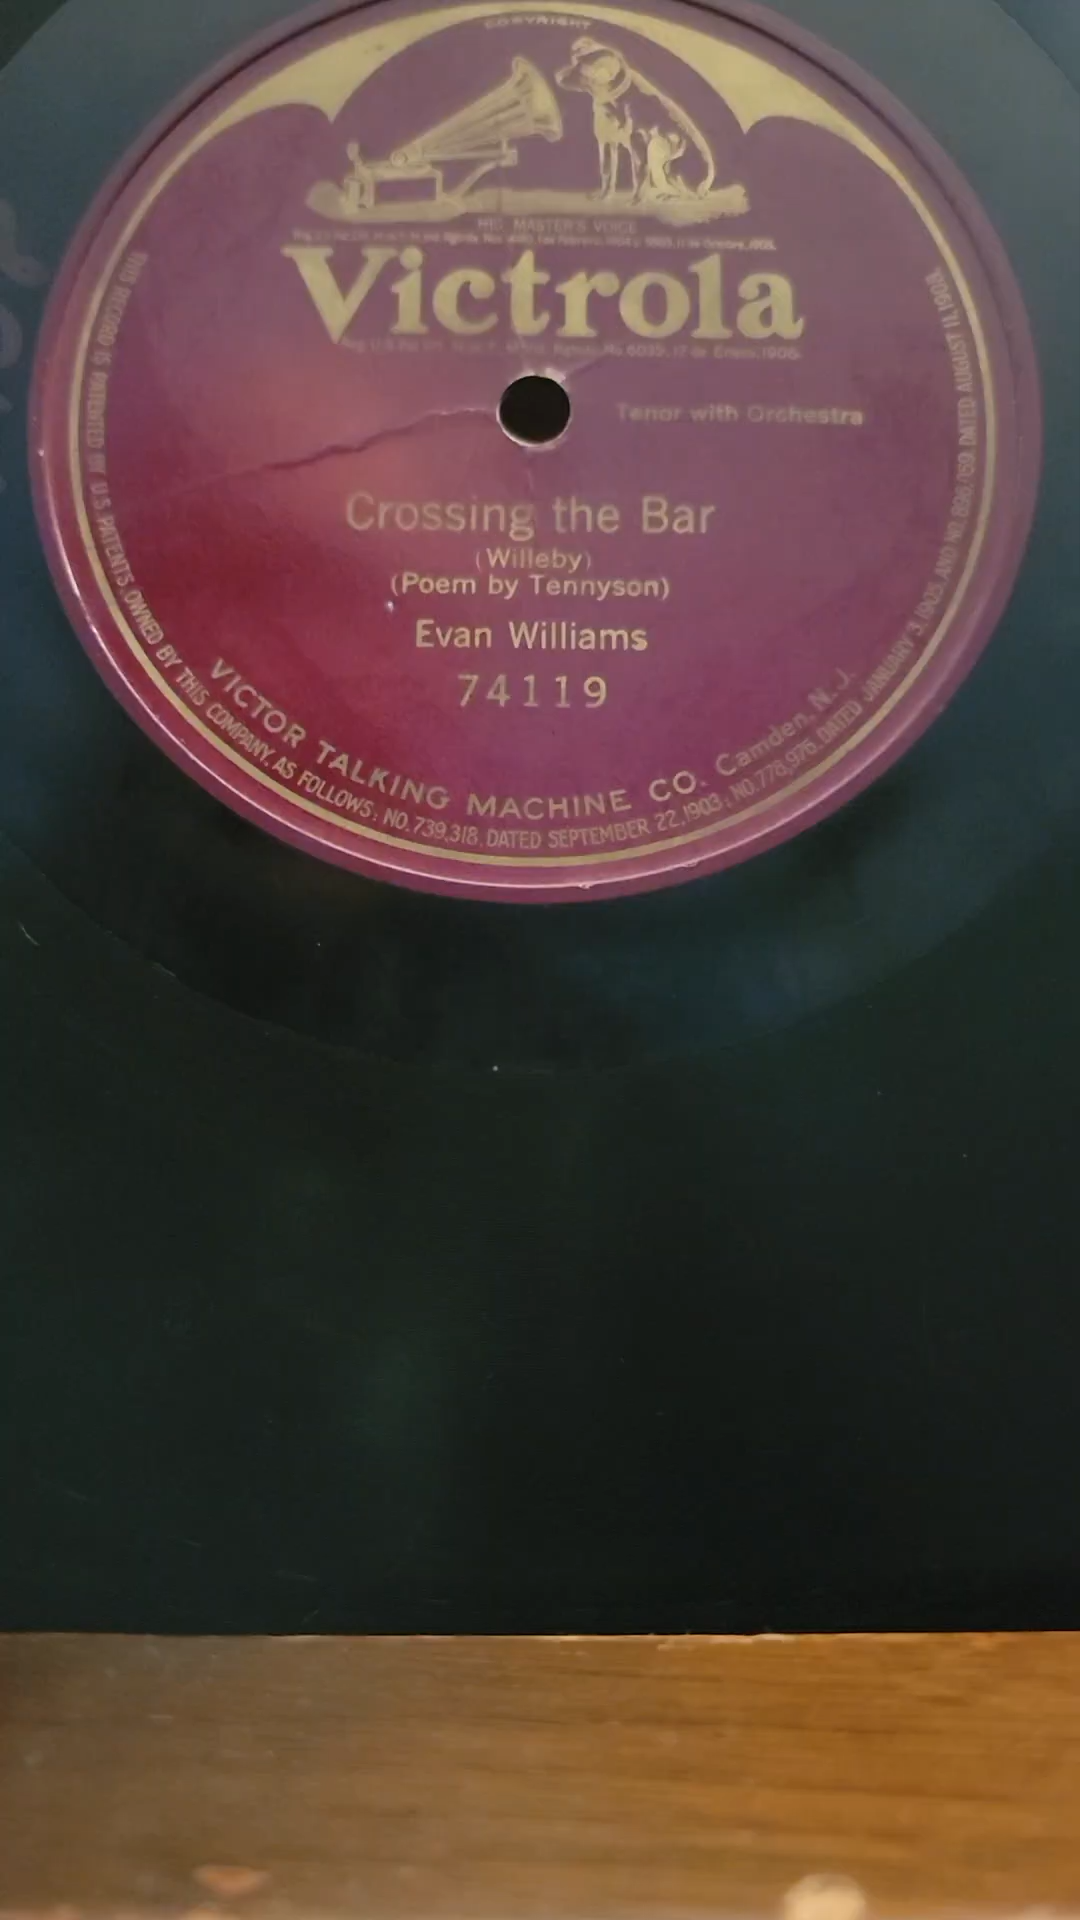 COPYRIGHT
HIS MASTER'S VOICE
Victrola
Tenor with Orchestra
Crossing the Bar
(Willeby)
(Poem by Tennyson)
Evan Williams
74119
VICTOR TALKING MACHINE CO. Camden, N. J.
THIS RECORD IS PATENTED BY U.S. PATENTS, OWNED BY THIS COMPANY, AS FOLLOWS: NO. 739,318, DATED SEPTEMBER 22, 1903; NO. 778,976, DATED JANUARY 3, 1905, AND NO. 896,059, DATED AUGUST 11, 1908.